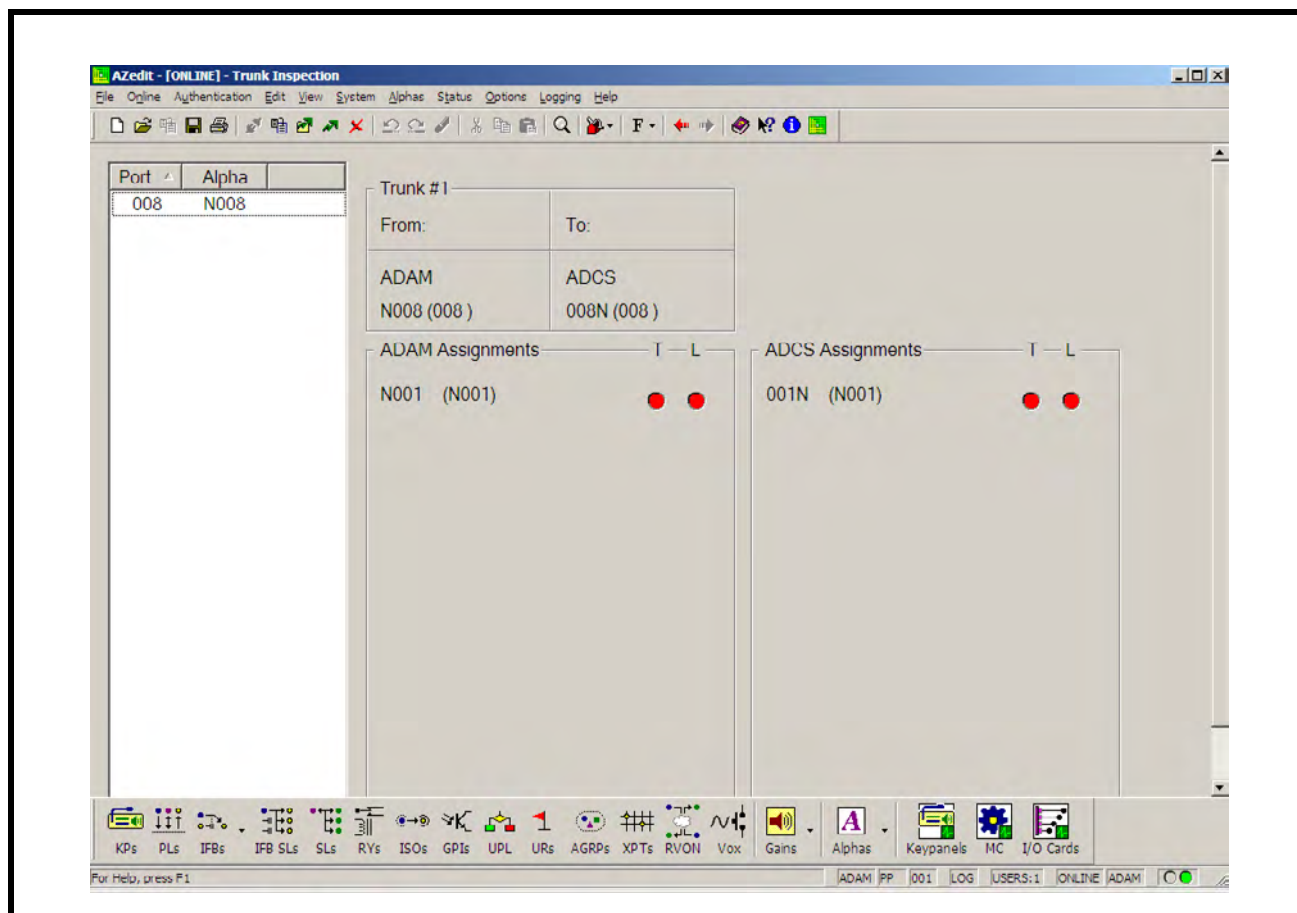 AZedit - [ONLINE] - Trunk Inspection
File Online Authentication Edit View System Alphas Status Options Logging Help
F
Port Alpha
008 N008
Trunk #1
From: To:
ADAM ADCS
N008 (008 ) 008N (008 )
ADAM Assignments T L
N001 (N001)
ADCS Assignments T L
001N (N001)
KPs PLs IFBs IFB SLs SLs RYs ISOs GPIs UPL URs AGRPs XPTs RVON Vox Gains Alphas Keypanels MC I/O Cards
For Help, press F1 ADAM PP 001 LOG USERS:1 ONLINE ADAM